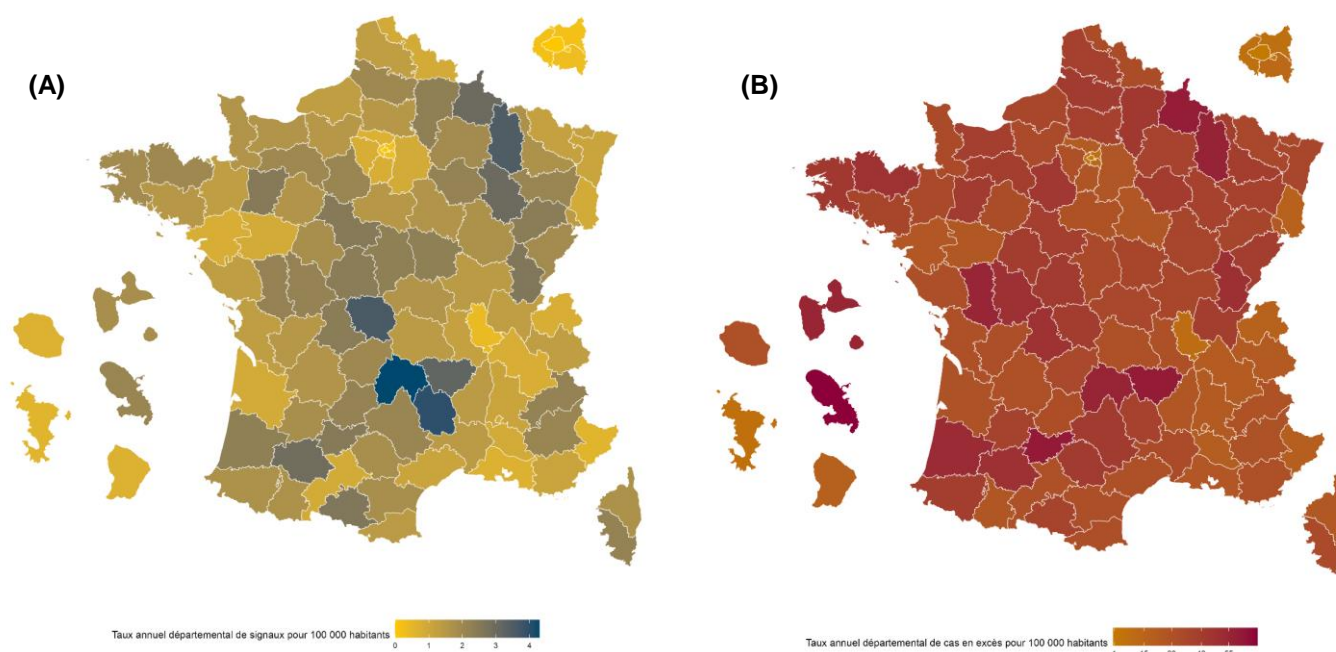 (A)
(B)
Taux annuel départemental de signaux pour 100 000 habitants
0 1 2 3 4
Taux annuel départemental de cas en excès pour 100 000 habitants